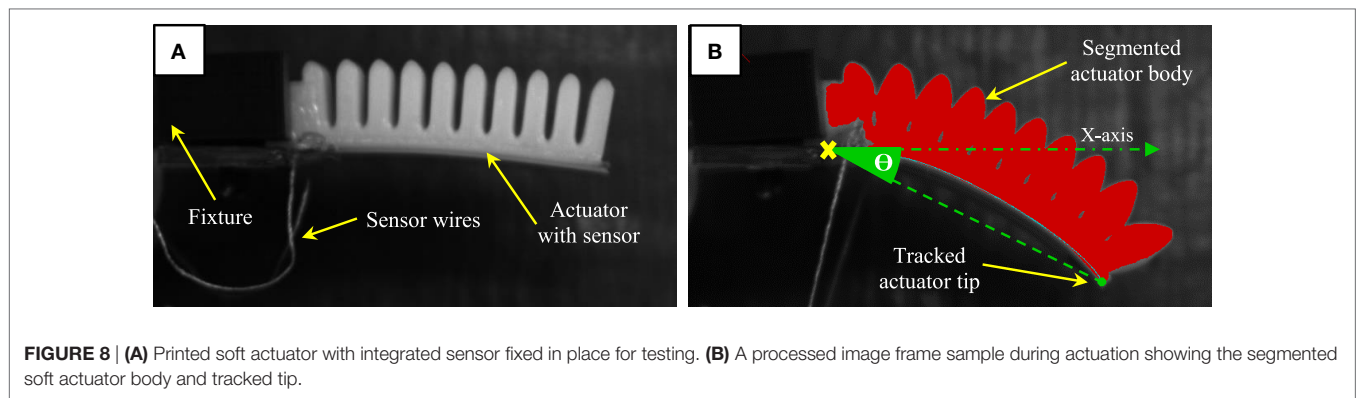 A
Fixture
Sensor wires
Actuator
with sensor
B
Segmented
actuator body
X-axis
Θ
Tracked
actuator tip
FIGURE 8 | (A) Printed soft actuator with integrated sensor fixed in place for testing. (B) A processed image frame sample during actuation showing the segmented
soft actuator body and tracked tip.